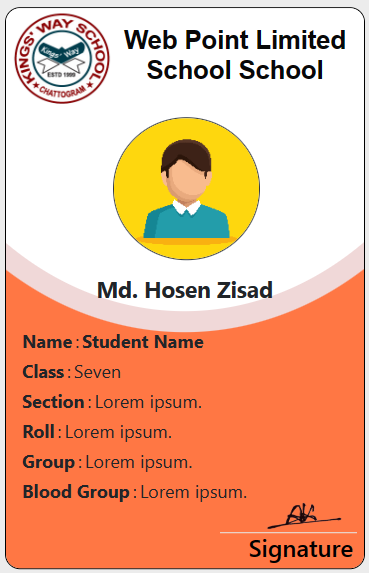 KINGS' WAY SCHOOL
Kings' Way
ESTD 1999
CHATTOGRAM
Web Point Limited
School School
Md. Hosen Zisad
Name : Student Name
Class : Seven
Section : Lorem ipsum.
Roll : Lorem ipsum.
Group : Lorem ipsum.
Blood Group : Lorem ipsum.
Signature